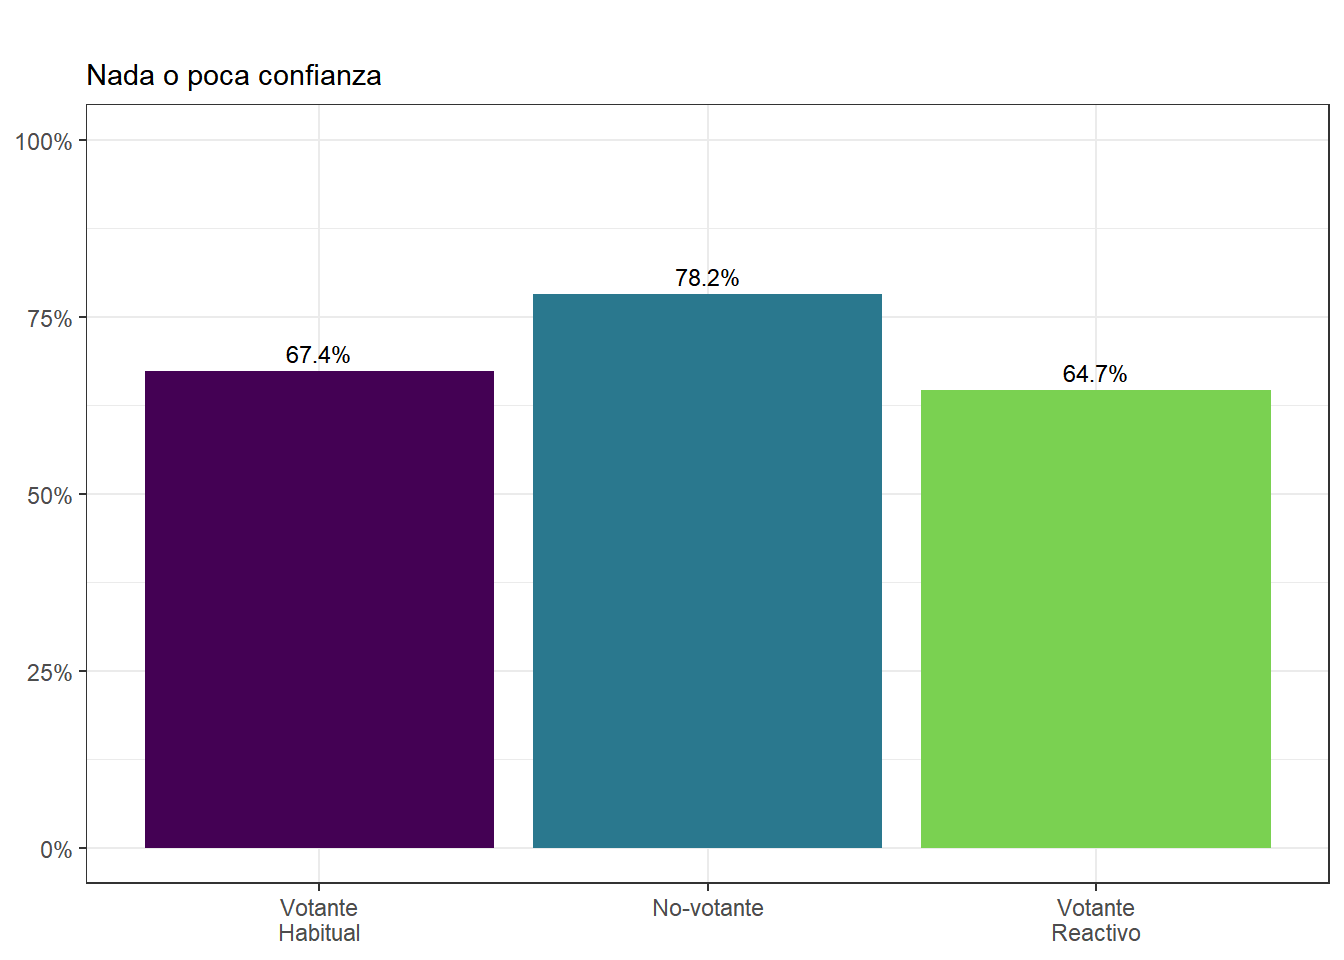 Nada o poca confianza
100%
75%
50%
25%
0%
67.4%
78.2%
64.7%
Votante
Habitual
No-votante
Votante
Reactivo